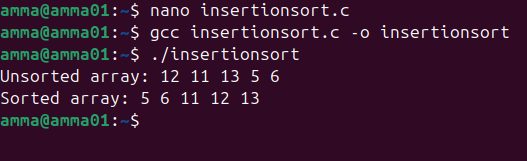 amma@amma01:~$ nano insertionsort.c
amma@amma01:~$ gcc insertionsort.c -o insertionsort
amma@amma01:~$ ./insertionsort
Unsorted array: 12 11 13 5 6
Sorted array: 5 6 11 12 13
amma@amma01:~$